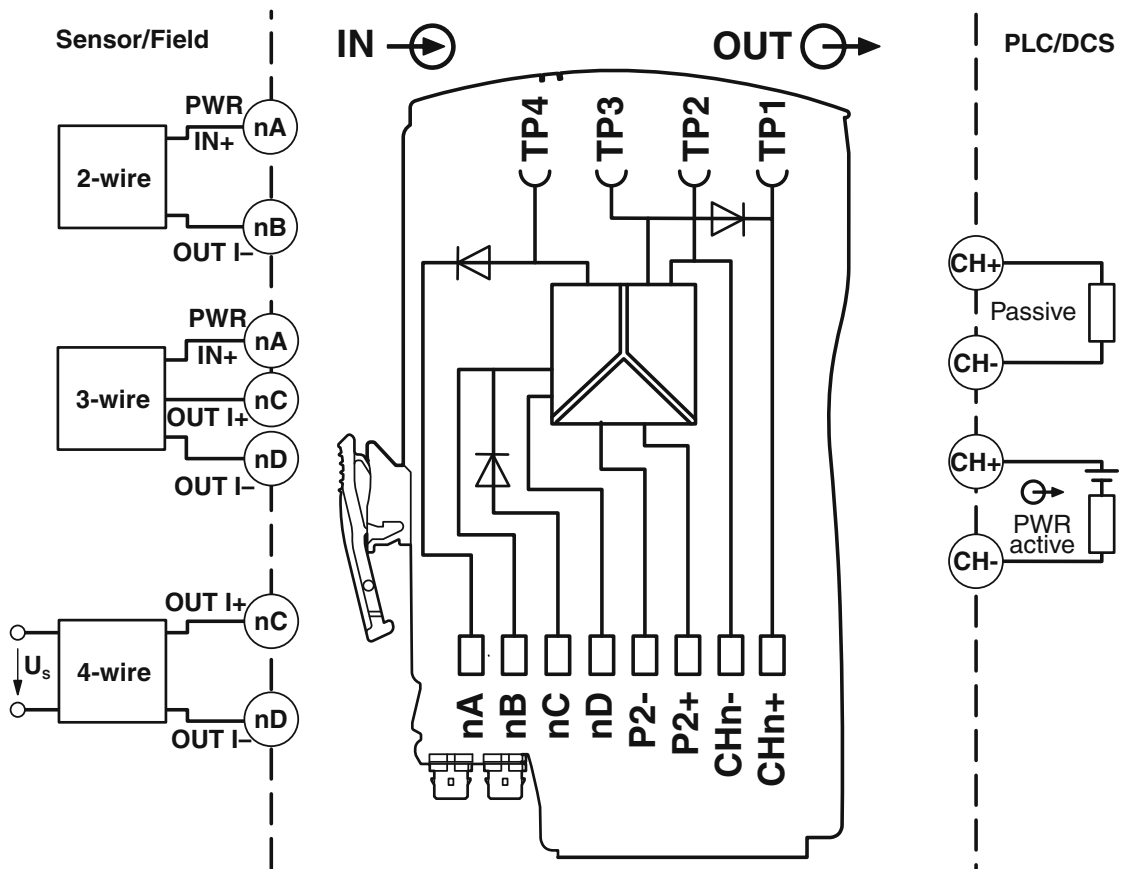 Sensor/Field
IN
OUT
PLC/DCS
PWR
IN+
nA
2-wire
nB
OUT I–
PWR
IN+
nA
3-wire
nC
OUT I+
nD
OUT I–
OUT I+
nC
Us
4-wire
nD
OUT I–
TP4
TP3
TP2
TP1
nA
nB
nC
nD
P2-
P2+
CHn-
CHn+
CH+
Passive
CH-
CH+
PWR
active
CH-